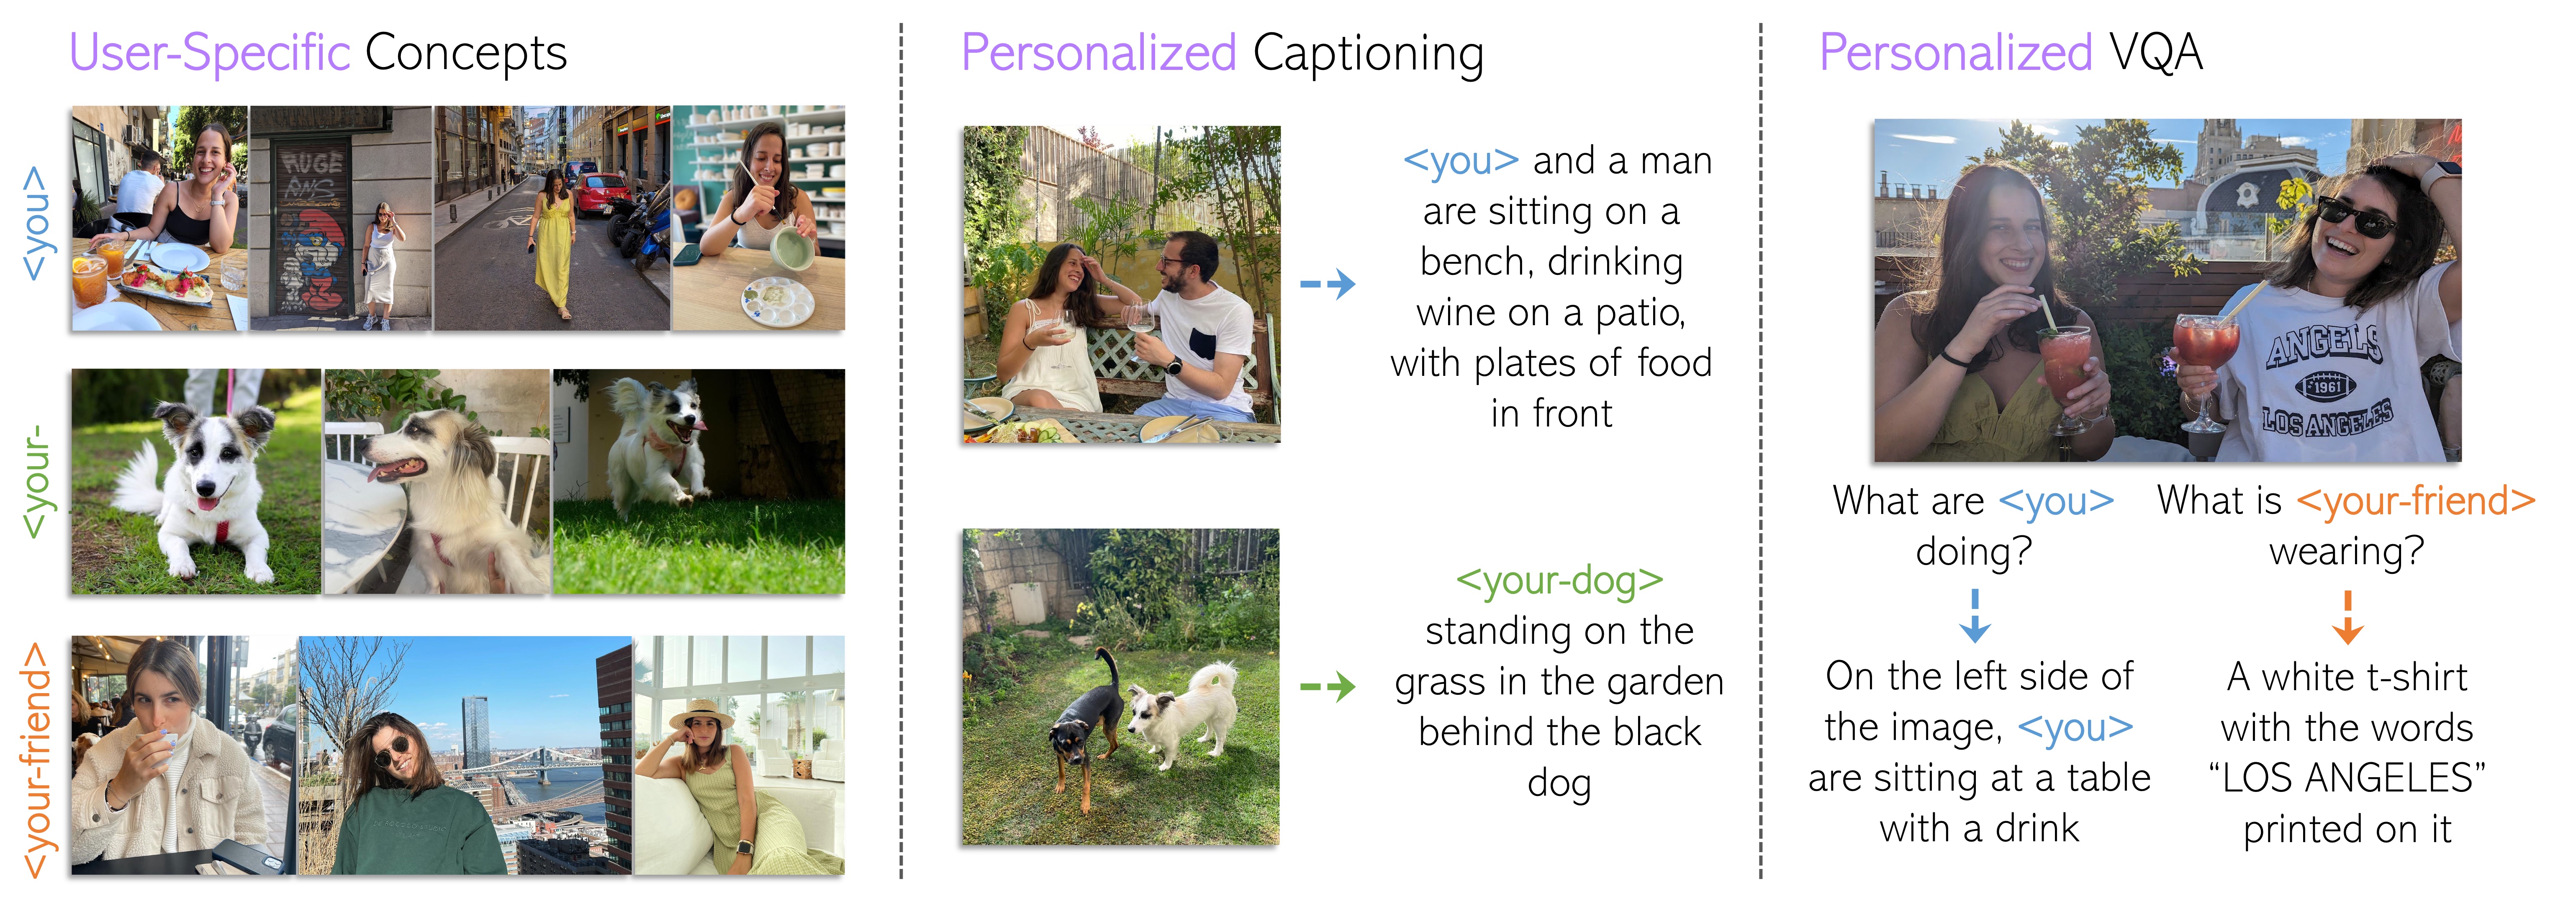 User-Specific Concepts
<you>
ROUGE
<your-
<your-friend>
Personalized Captioning
<you> and a man
are sitting on a
bench, drinking
wine on a patio,
with plates of food
in front
<your-dog>
standing on the
grass in the garden
behind the black
dog
Personalized VQA
ANGELS
1961
LOS ANGELES
What are <you>
doing?
On the left side of
the image, <you>
are sitting at a table
with a drink
What is <your-friend>
wearing?
A white t-shirt
with the words
“LOS ANGELES”
printed on it